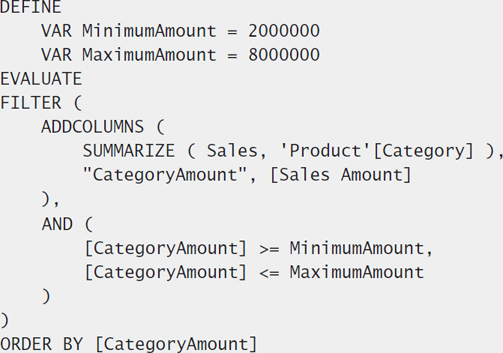 DEFINE
    VAR MinimumAmount = 2000000
    VAR MaximumAmount = 8000000
EVALUATE
FILTER (
    ADDCOLUMNS (
        SUMMARIZE ( Sales, 'Product'[Category] ),
        "CategoryAmount", [Sales Amount]
    ),
    AND (
        [CategoryAmount] >= MinimumAmount,
        [CategoryAmount] <= MaximumAmount
    )
)
ORDER BY [CategoryAmount]